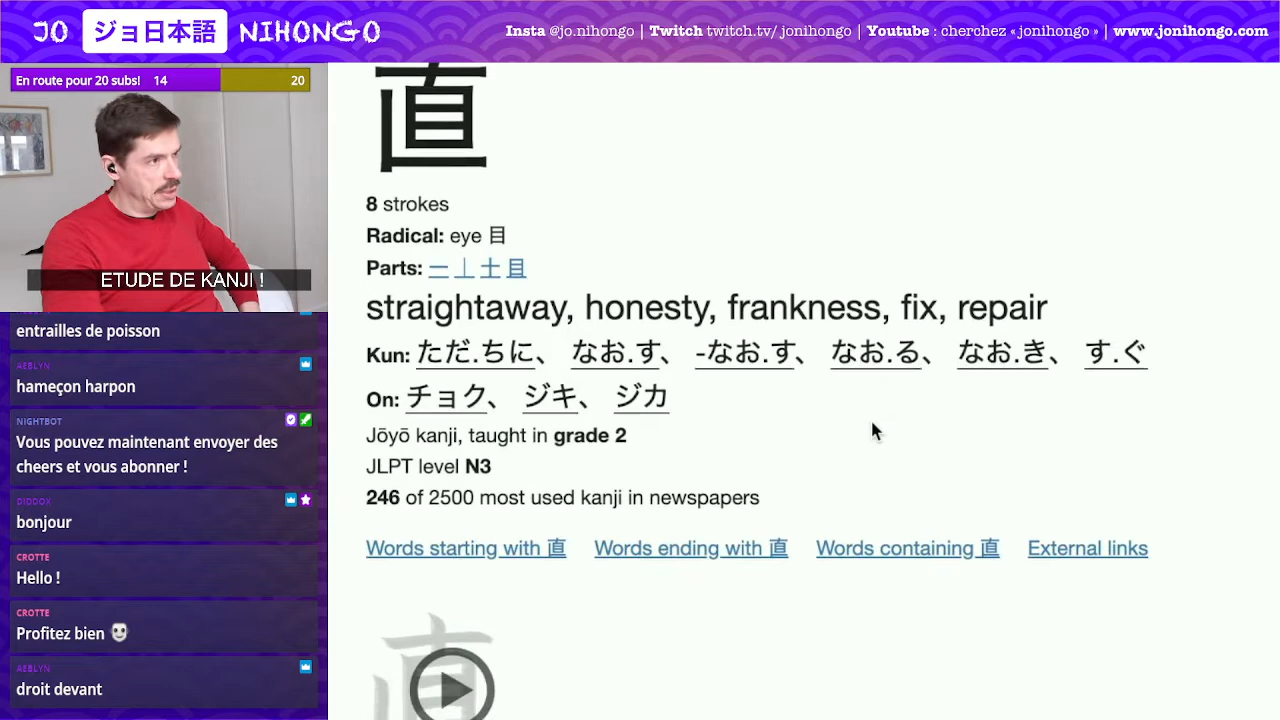 JO ジョ日本語 NIHONGO
Insta @jo.nihongo | Twitch twitch.tv/ jonihongo | Youtube : cherchez « jonihongo » | www.jonihongo.com
En route pour 20 subs! 14 20
ETUDE DE KANJI !
entrailles de poisson
AEBLYN
hameçon harpon
NIGHTBOT
Vous pouvez maintenant envoyer des
cheers et vous abonner !
DIDDOX
bonjour
CROTTE
Hello !
CROTTE
Profitez bien
AEBLYN
droit devant
直
8 strokes
Radical: eye 目
Parts: 一 ⼁ 土 目
straightaway, honesty, frankness, fix, repair
Kun: ただ.ちに、 なお.す、 -なお.す、 なお.る、 なお.き、 す.ぐ
On: チョク、 ジキ、 ジカ
Jōyō kanji, taught in grade 2
JLPT level N3
246 of 2500 most used kanji in newspapers
Words starting with 直 Words ending with 直 Words containing 直 External links
直